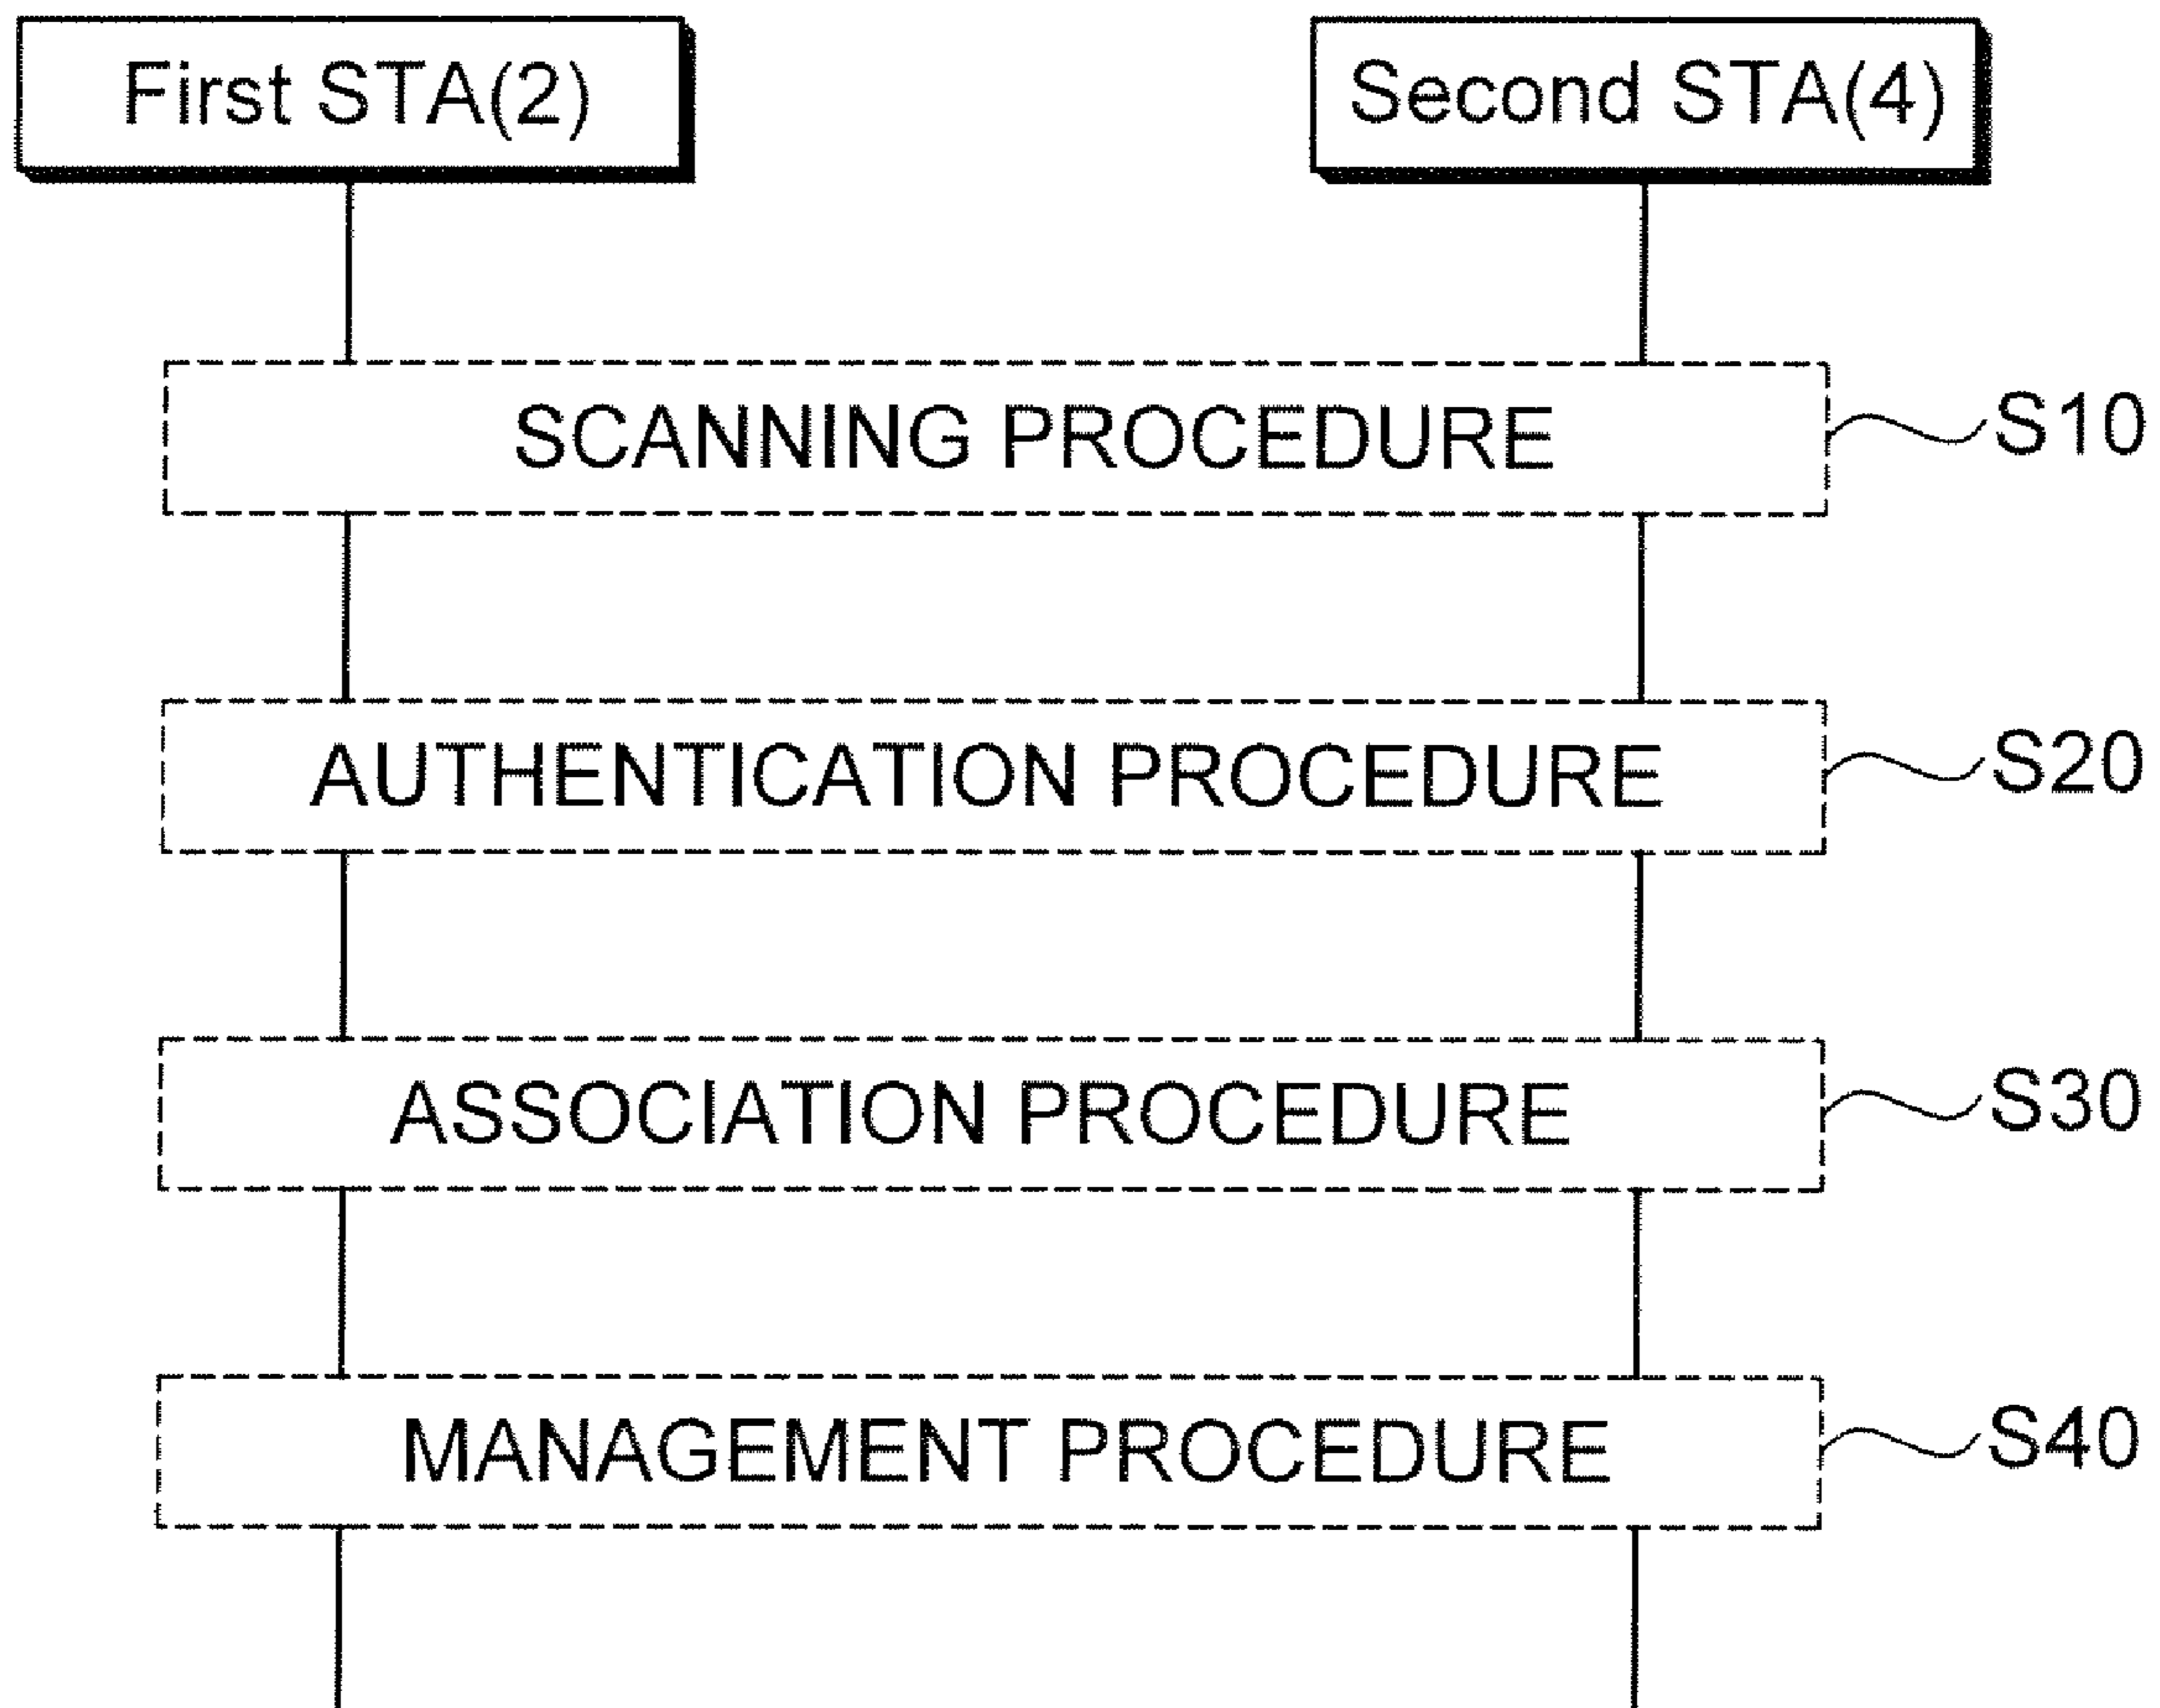 First STA(2)
Second STA(4)
SCANNING PROCEDURE
S10
AUTHENTICATION PROCEDURE
S20
ASSOCIATION PROCEDURE
S30
MANAGEMENT PROCEDURE
S40